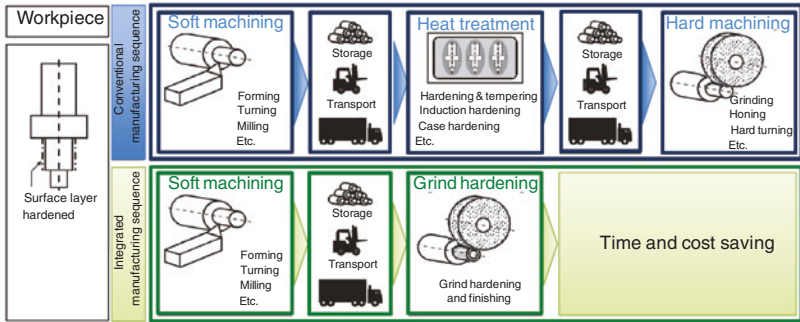 Workpiece
Surface layer
hardened
Conventional
manufacturing sequence
Soft machining
Forming
Turning
Milling
Etc.
Storage
Transport
Heat treatment
Hardening & tempering
Induction hardening
Case hardening
Etc.
Storage
Transport
Hard machining
Grinding
Honing
Hard turning
Etc.
Integrated
manufacturing sequence
Soft machining
Forming
Turning
Milling
Etc.
Storage
Transport
Grind hardening
Grind hardening
and finishing
Time and cost saving